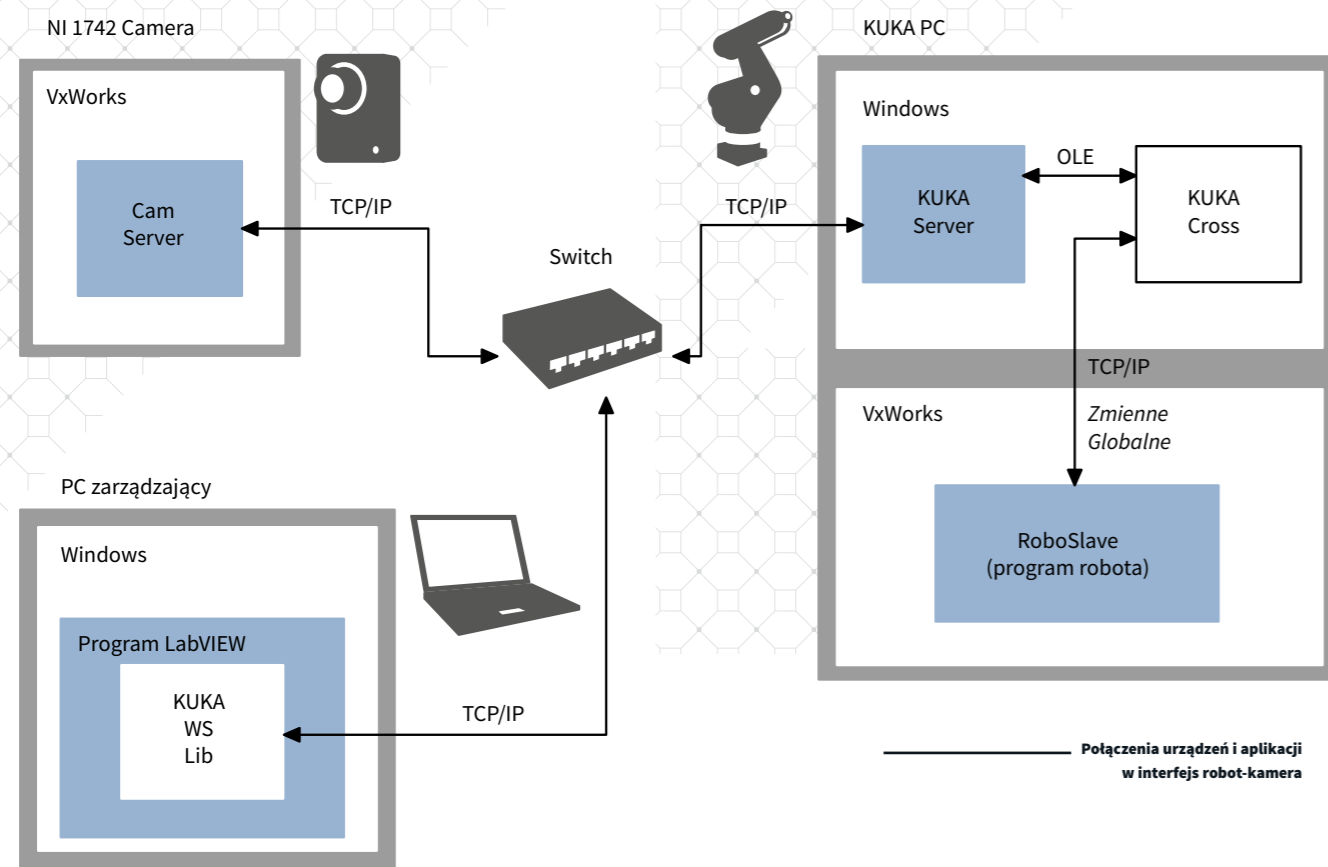 NI 1742 Camera
VxWorks
Cam
Server
TCP/IP
Switch
TCP/IP
KUKA PC
Windows
KUKA
Server
OLE
KUKA
Cross
TCP/IP
Zmienne
Globalne
VxWorks
RoboSlave
(program robota)
PC zarządzający
Windows
Program LabVIEW
KUKA
WS
Lib
TCP/IP
Połączenia urządzeń i aplikacji
w interfejs robot-kamera